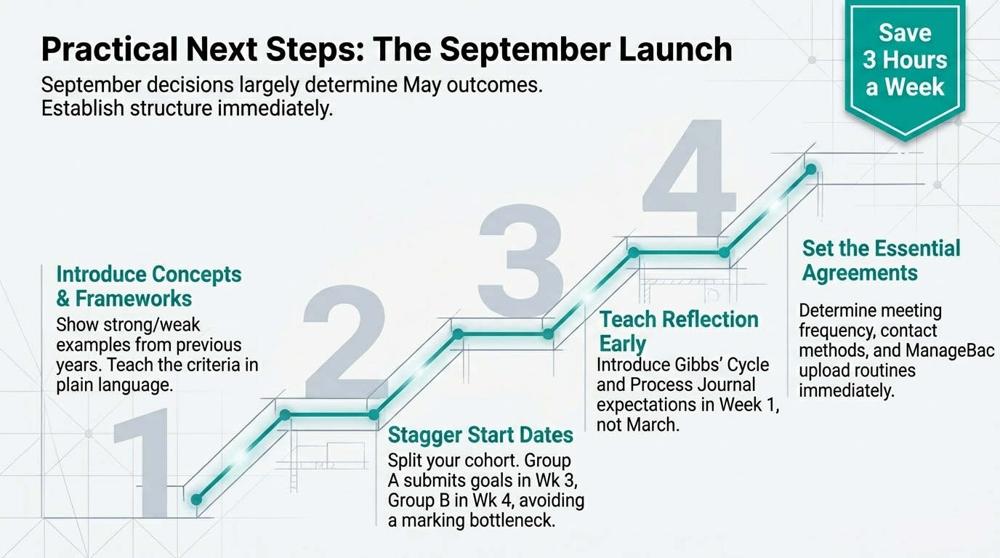 Practical Next Steps: The September Launch
September decisions largely determine May outcomes.
Establish structure immediately.
Save
3 Hours
a Week
1
Introduce Concepts
& Frameworks
Show strong/weak
examples from previous
years. Teach the criteria in
plain language.
2
Stagger Start Dates
Split your cohort. Group
A submits goals in Wk 3,
Group B in Wk 4, avoiding
a marking bottleneck.
3
Teach Reflection
Early
Introduce Gibbs’ Cycle
and Process Journal
expectations in Week 1,
not March.
4
Set the Essential
Agreements
Determine meeting
frequency, contact
methods, and ManageBac
upload routines
immediately.